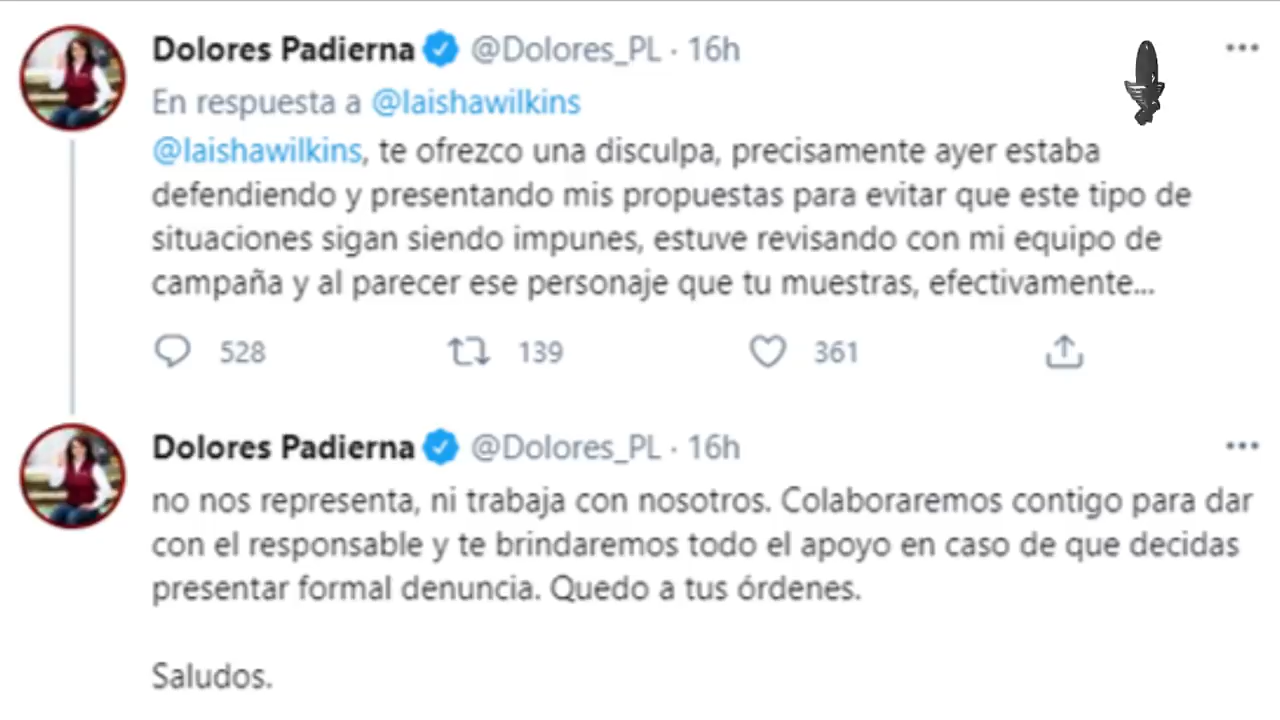 Dolores Padierna @Dolores_PL · 16h
En respuesta a @laishawilkins
@laishawilkins, te ofrezco una disculpa, precisamente ayer estaba
defendiendo y presentando mis propuestas para evitar que este tipo de
situaciones sigan siendo impunes, estuve revisando con mi equipo de
campaña y al parecer ese personaje que tu muestras, efectivamente...
528 139 361
Dolores Padierna @Dolores_PL · 16h
no nos representa, ni trabaja con nosotros. Colaboraremos contigo para dar
con el responsable y te brindaremos todo el apoyo en caso de que decidas
presentar formal denuncia. Quedo a tus órdenes.
Saludos.